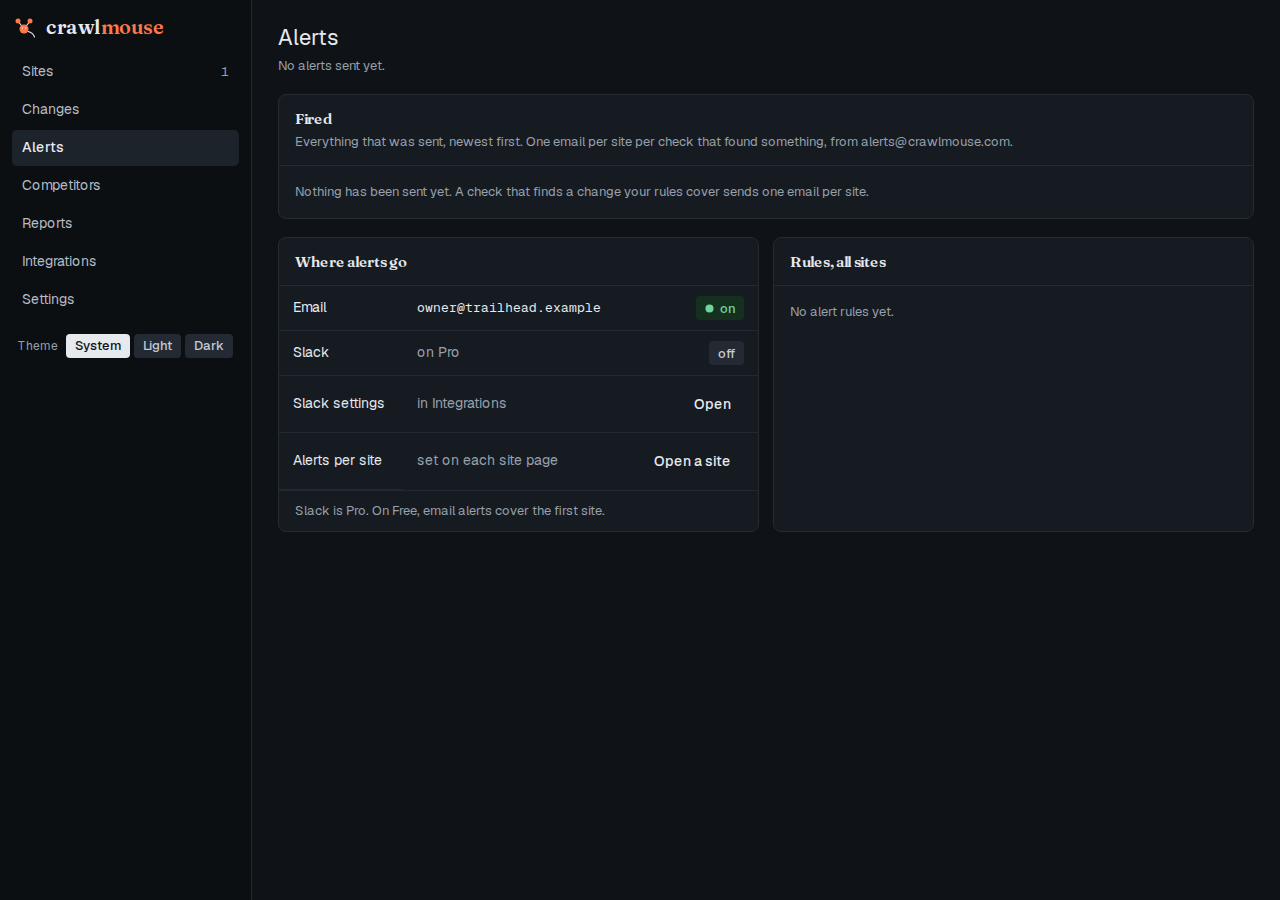 crawlmouse
Sites 1
Changes
Alerts
Competitors
Reports
Integrations
Settings
Theme System Light Dark
Alerts
No alerts sent yet.
Fired
Everything that was sent, newest first. One email per site per check that found something, from alerts@crawlmouse.com.
Nothing has been sent yet. A check that finds a change your rules cover sends one email per site.
Where alerts go
Email owner@trailhead.example on
Slack on Pro off
Slack settings in Integrations Open
Alerts per site set on each site page Open a site
Slack is Pro. On Free, email alerts cover the first site.
Rules, all sites
No alert rules yet.